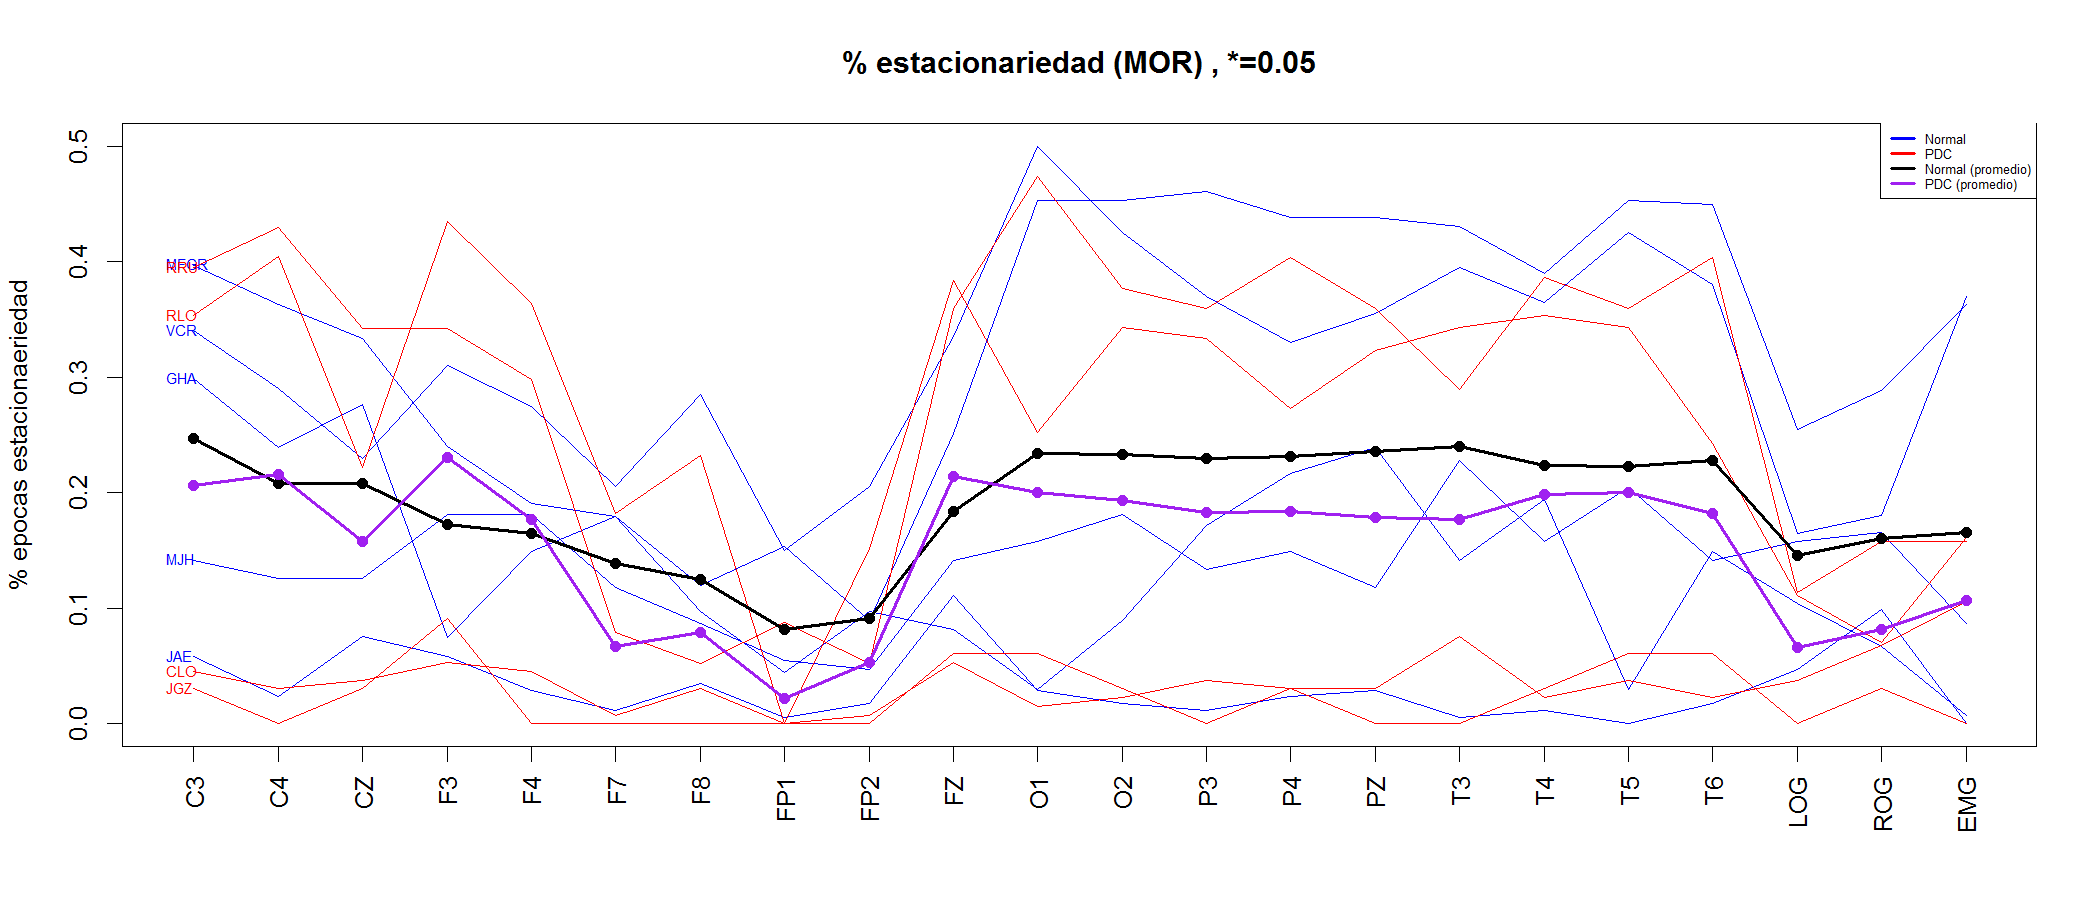 % estacionariedad (MOR) , *=0.05
% epocas estacionaeriedad
0.5
0.4
0.3
0.2
0.1
0.0
Normal
PDC
Normal (promedio)
PDC (promedio)
RLO
VCR
GHA
MJH
JAE
CLO
JGZ
C3 C4 CZ F3 F4 F7 F8 FP1 FP2 FZ O1 O2 P3 P4 PZ T3 T4 T5 T6 LOG ROG EMG